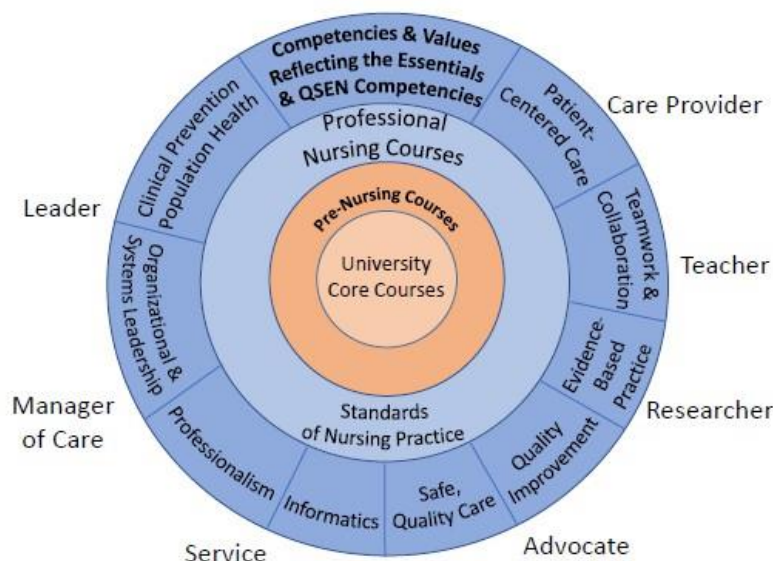 Competencies & Values
Reflecting the Essentials
& QSEN Competencies
Patient-
Centered Care
Care Provider
Teamwork &
Collaboration
Teacher
Evidence-
Based
Practice
Researcher
Quality
Improvement
Advocate
Safe,
Quality Care
Informatics
Service
Professionalism
Manager
of Care
Organizational &
Systems Leadership
Leader
Clinical Prevention
Population Health
Professional
Nursing Courses
Pre-Nursing Courses
University
Core Courses
Standards
of Nursing Practice